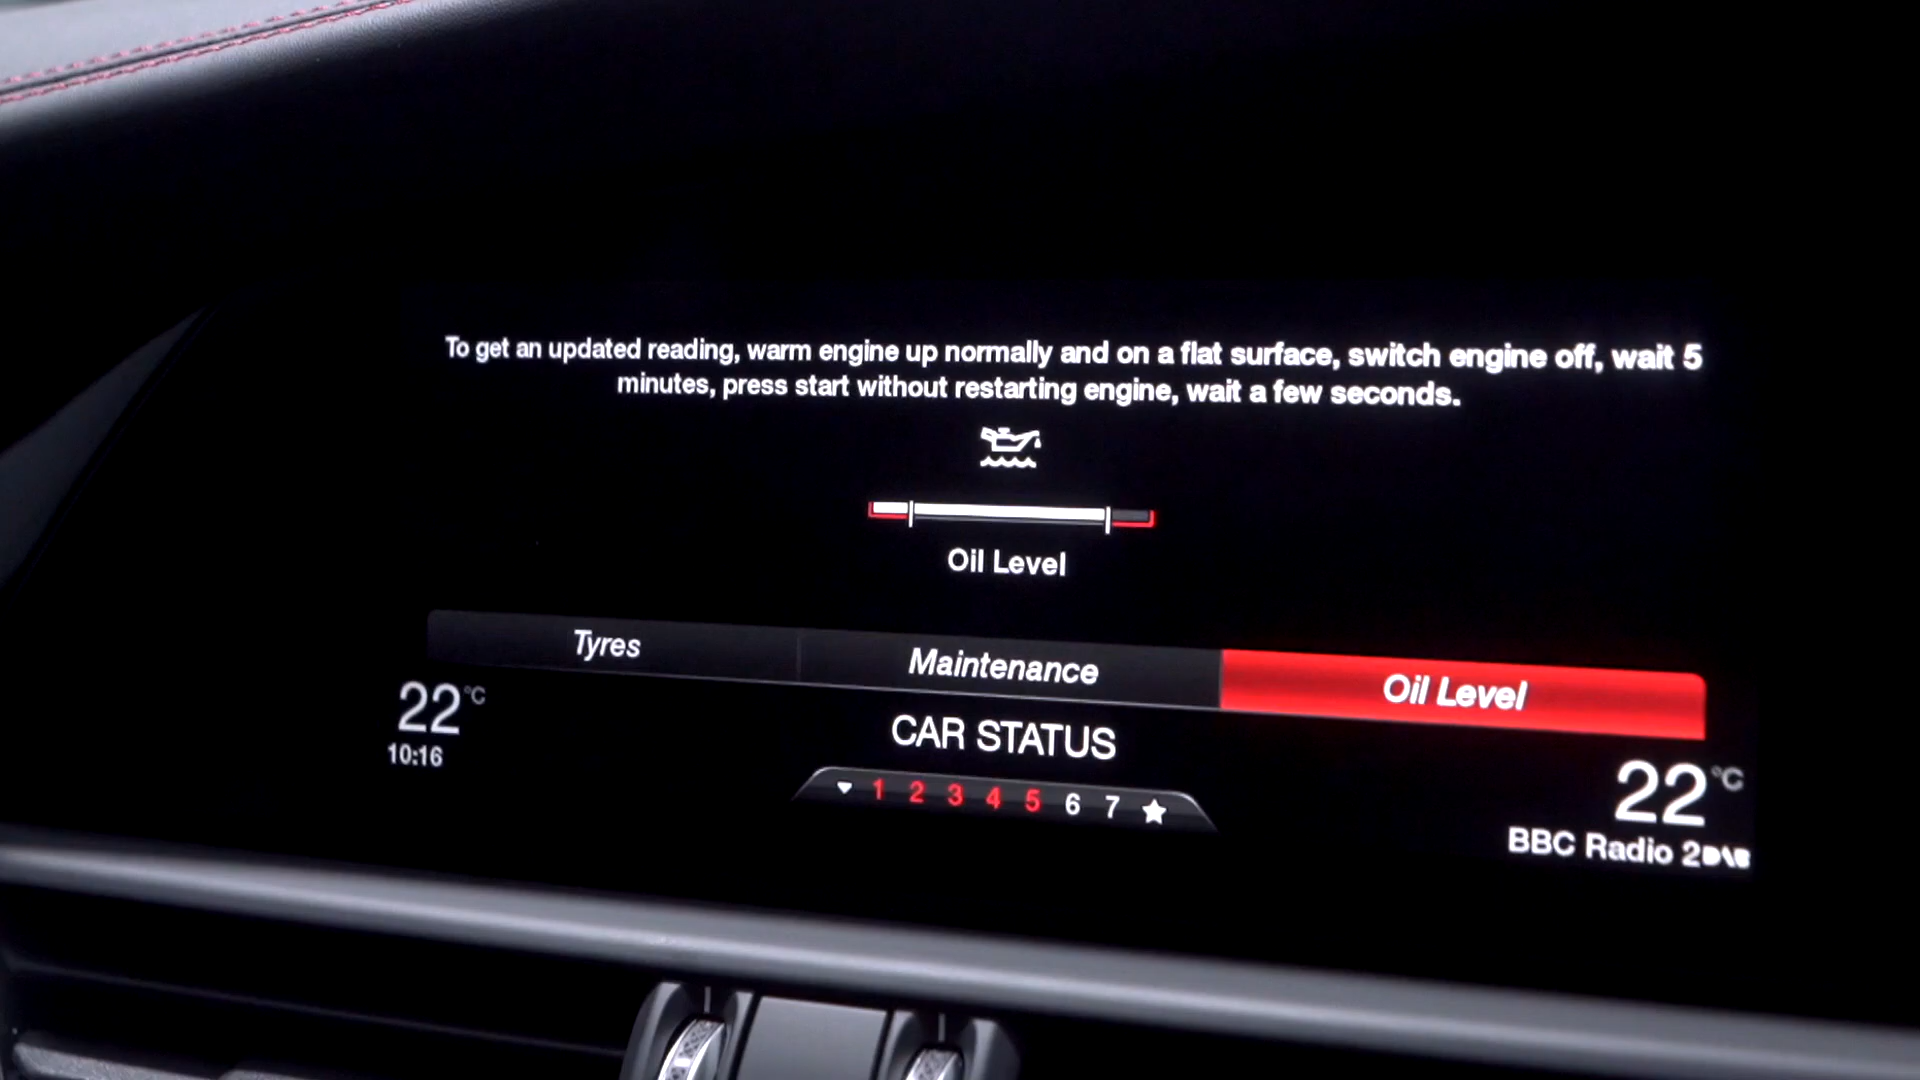 To get an updated reading, warm engine up normally and on a flat surface, switch engine off, wait 5
minutes, press start without restarting engine, wait a few seconds.
Oil Level
Tyres Maintenance Oil Level
22°C
10:16
CAR STATUS
1 2 3 4 5 6 7
22°C
BBC Radio 2 DAB